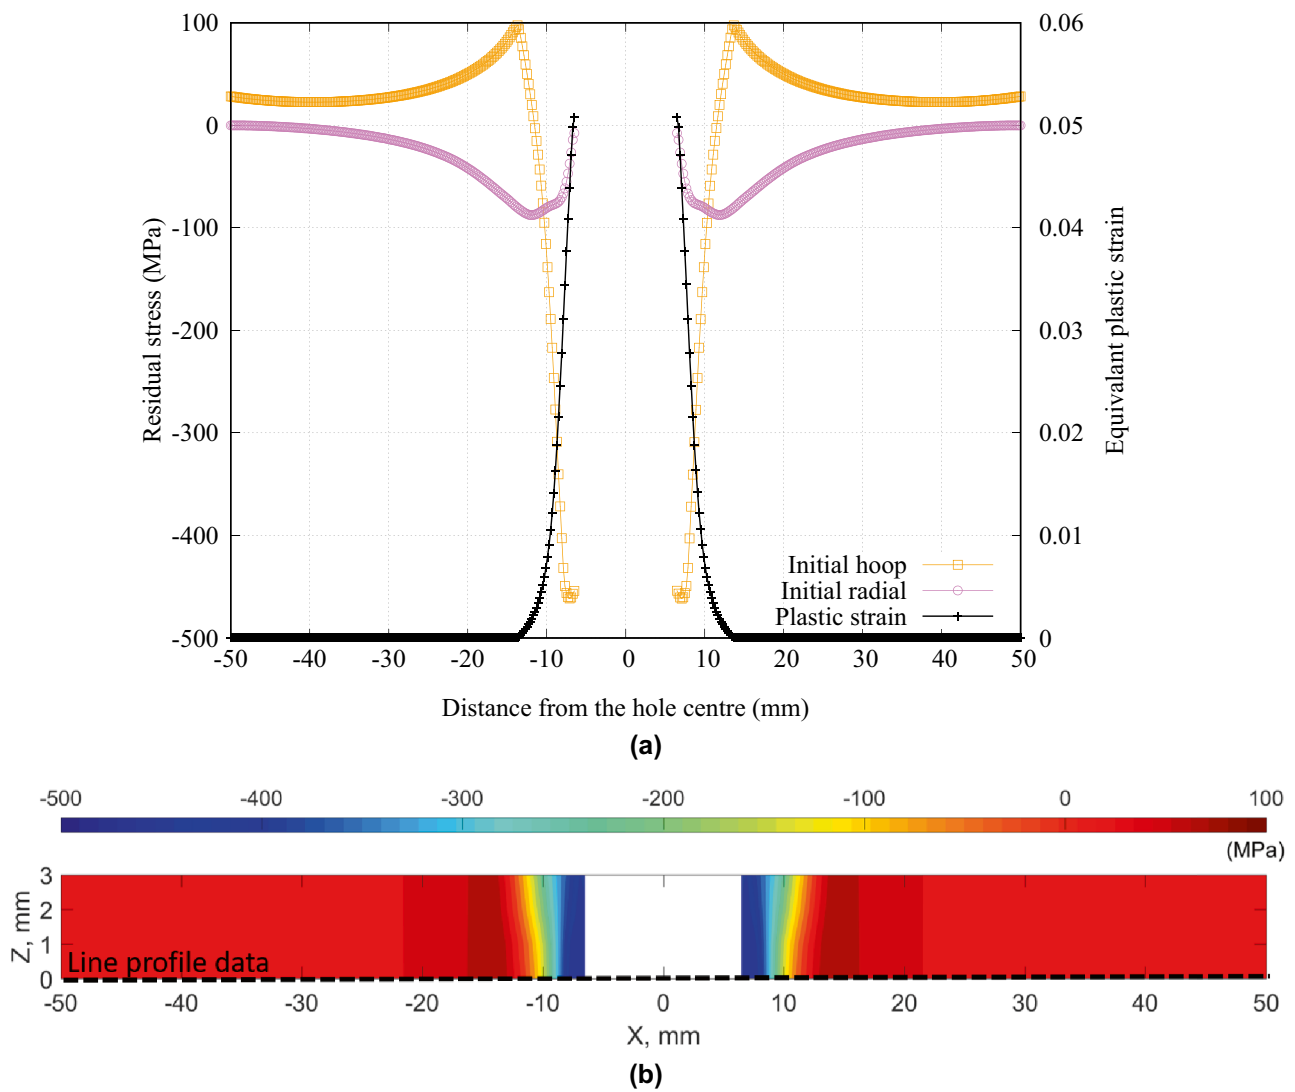 100
0
-100
-200
-300
-400
-500
Residual stress (MPa)
0.06
0.05
0.04
0.03
0.02
0.01
0
Equivalant plastic strain
Initial hoop
Initial radial
Plastic strain
-50 -40 -30 -20 -10 0 10 20 30 40 50
Distance from the hole centre (mm)
(a)
-500 -400 -300 -200 -100 0 100
(MPa)
3
2
1
0
Z, mm
Line profile data
-50 -40 -30 -20 -10 0 10 20 30 40 50
X, mm
(b)